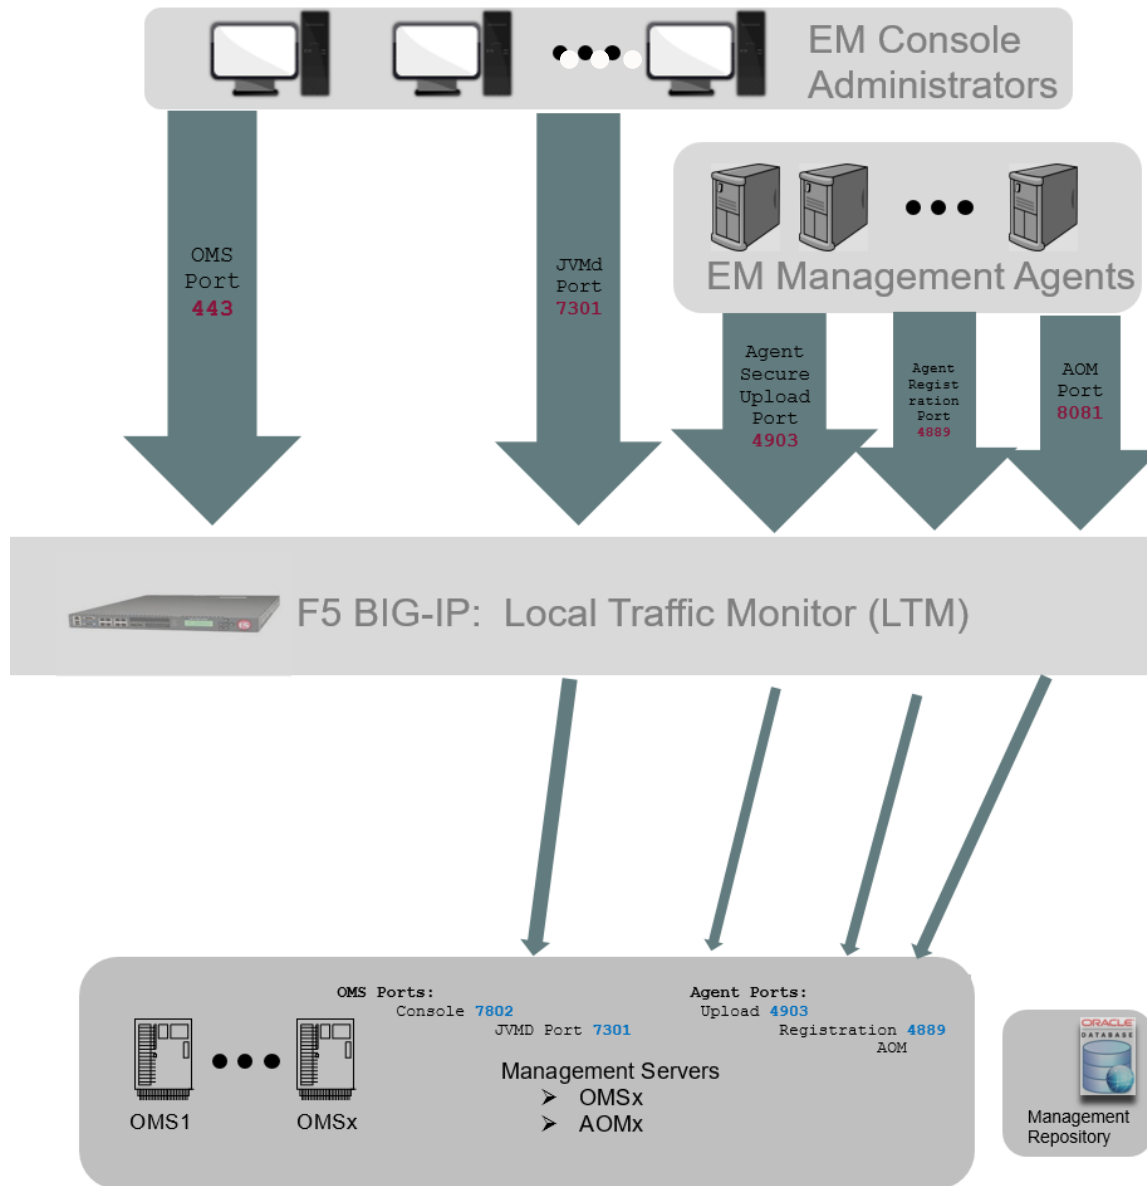 EM Console
Administrators
EM Management Agents
OMS
Port
443
JVMd
Port
7301
Agent
Secure
Upload
Port
4903
Agent
Regist
ration
Port
4889
AOM
Port
8081
F5 BIG-IP: Local Traffic Monitor (LTM)
OMS Ports:
Console 7802
JVMD Port 7301
Agent Ports:
Upload 4903
Registration 4889
AOM
Management Servers
➢ OMSx
➢ AOMx
OMS1
OMSx
ORACLE
DATABASE
Management
Repository